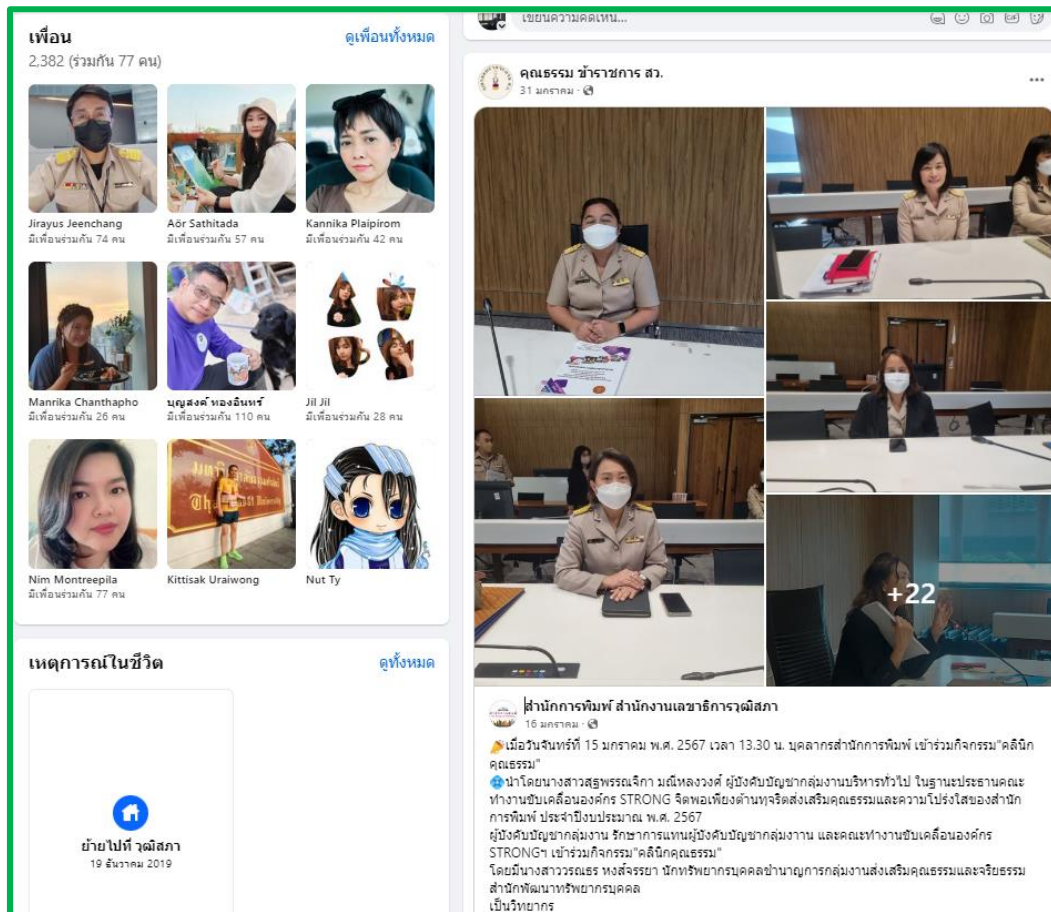 เพื่อน
ดูเพื่อนทั้งหมด
2,382 (ร่วมกัน 77 คน)
Jirayus Jeenchang
มีเพื่อนร่วมกัน 74 คน
Aör Sathitada
มีเพื่อนร่วมกัน 57 คน
Kannika Plaipirom
มีเพื่อนร่วมกัน 42 คน
Manrika Chanthapho
มีเพื่อนร่วมกัน 26 คน
บุญสงค์ ทองอินทร์
มีเพื่อนร่วมกัน 110 คน
Jil Jil
มีเพื่อนร่วมกัน 28 คน
Nim Montreepila
มีเพื่อนร่วมกัน 77 คน
Kittisak Uraiwong
Nut Ty
เหตุการณ์ในชีวิต
ดูทั้งหมด
ย้ายไปที่ วุฒิสภา
19 ธันวาคม 2019
เขียนความคิดเห็น...
คุณธรรม ข้าราชการ สว.
31 มกราคม ·
+22
สำนักการพิมพ์ สำนักงานเลขาธิการวุฒิสภา
16 มกราคม ·
เมื่อวันจันทร์ที่ 15 มกราคม พ.ศ. 2567 เวลา 13.30 น. บุคลากรสำนักการพิมพ์ เข้าร่วมกิจกรรม"คลินิก
คุณธรรม"
นำโดยนางสาวสุธพรรณจิกา มณีหลงวงศ์ ผู้บังคับบัญชากลุ่มงานบริหารทั่วไป ในฐานะประธานคณะ
ทำงานขับเคลื่อนองค์กร STRONG จิตพอเพียงต้านทุจริตส่งเสริมคุณธรรมและความโปร่งใสของสำนัก
การพิมพ์ ประจำปีงบประมาณ พ.ศ. 2567
ผู้บังคับบัญชากลุ่มงาน รักษาการแทนผู้บังคับบัญชากลุ่มงาาน และคณะทำงานขับเคลื่อนองค์กร
STRONGฯ เข้าร่วมกิจกรรม"คลินิกคุณธรรม"
โดยมีนางสาววรณธร หงส์จรรยา นักทรัพยากรบุคคลชำนาญการกลุ่มงานส่งเสริมคุณธรรมและจริยธรรม
สำนักพัฒนาทรัพยากรบุคคล
เป็นวิทยากร